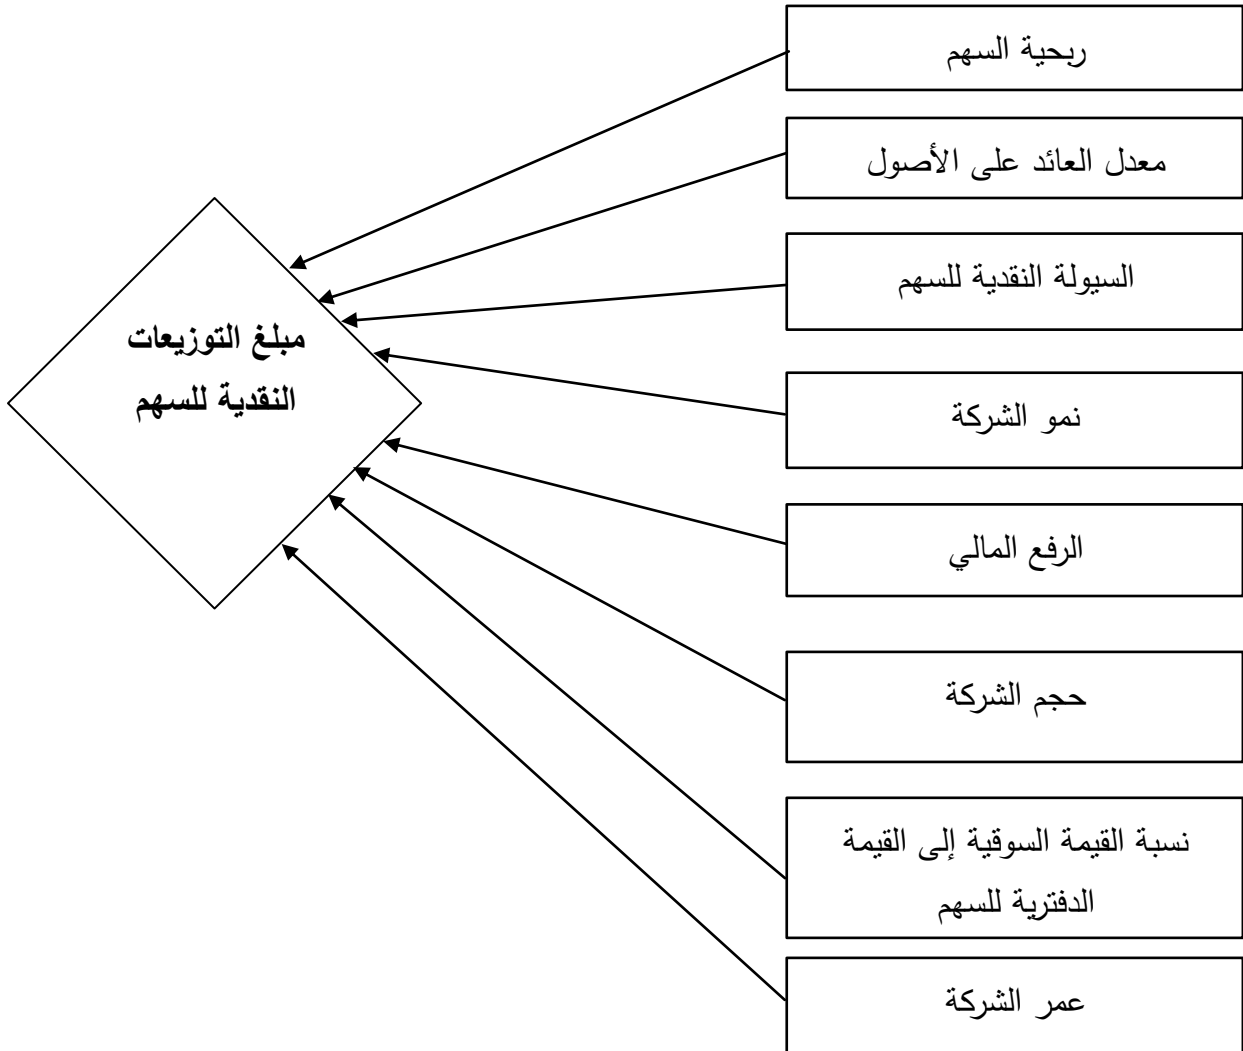 ربحية السهم
معدل العائد على الأصول
السيولة النقدية للسهم
نمو الشركة
الرفع المالي
حجم الشركة
نسبة القيمة السوقية إلى القيمة
الدفترية للسهم
عمر الشركة
مبلغ التوزيعات
النقدية للسهم